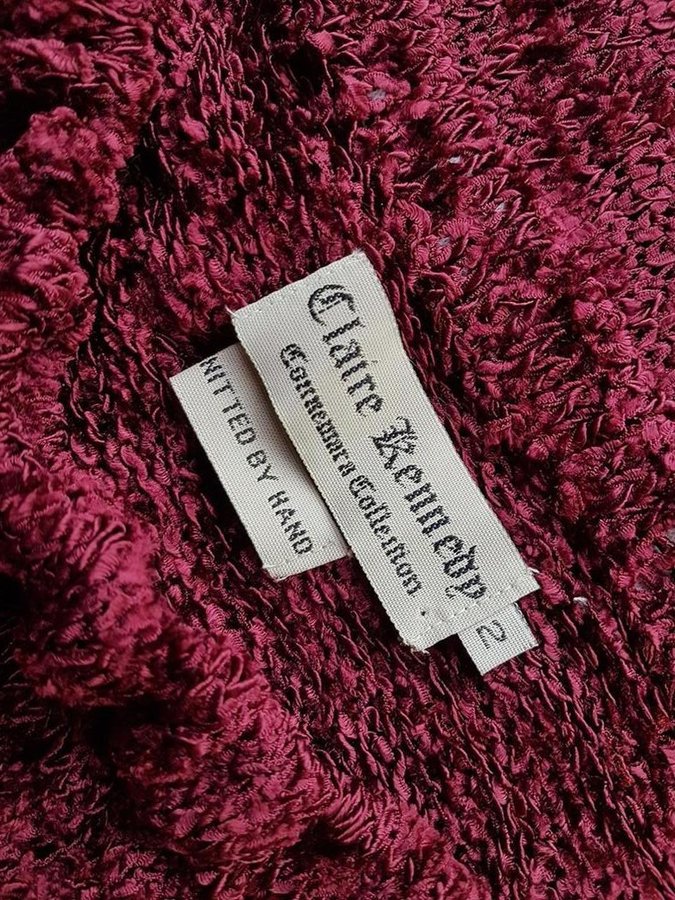 Claire Kennedy
Connemara Collection
NITTED BY HAND
2